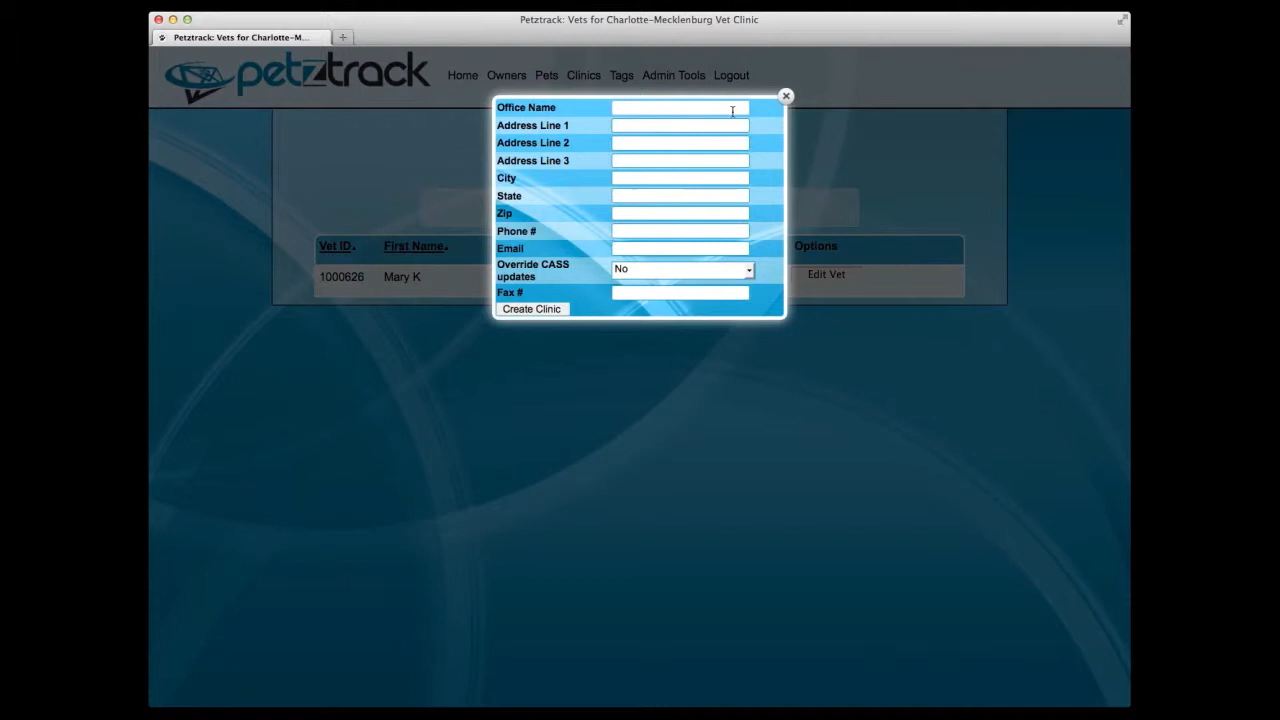 Petztrack: Vets for Charlotte-Mecklenburg Vet Clinic
Petztrack: Vets for Charlotte-M...
petztrack
Home Owners Pets Clinics Tags Admin Tools Logout
Office Name
Address Line 1
Address Line 2
Address Line 3
City
State
Zip
Phone #
Email
Override CASS
updates
No
Fax #
Create Clinic
Vet ID First Name Options
1000626 Mary K Edit Vet